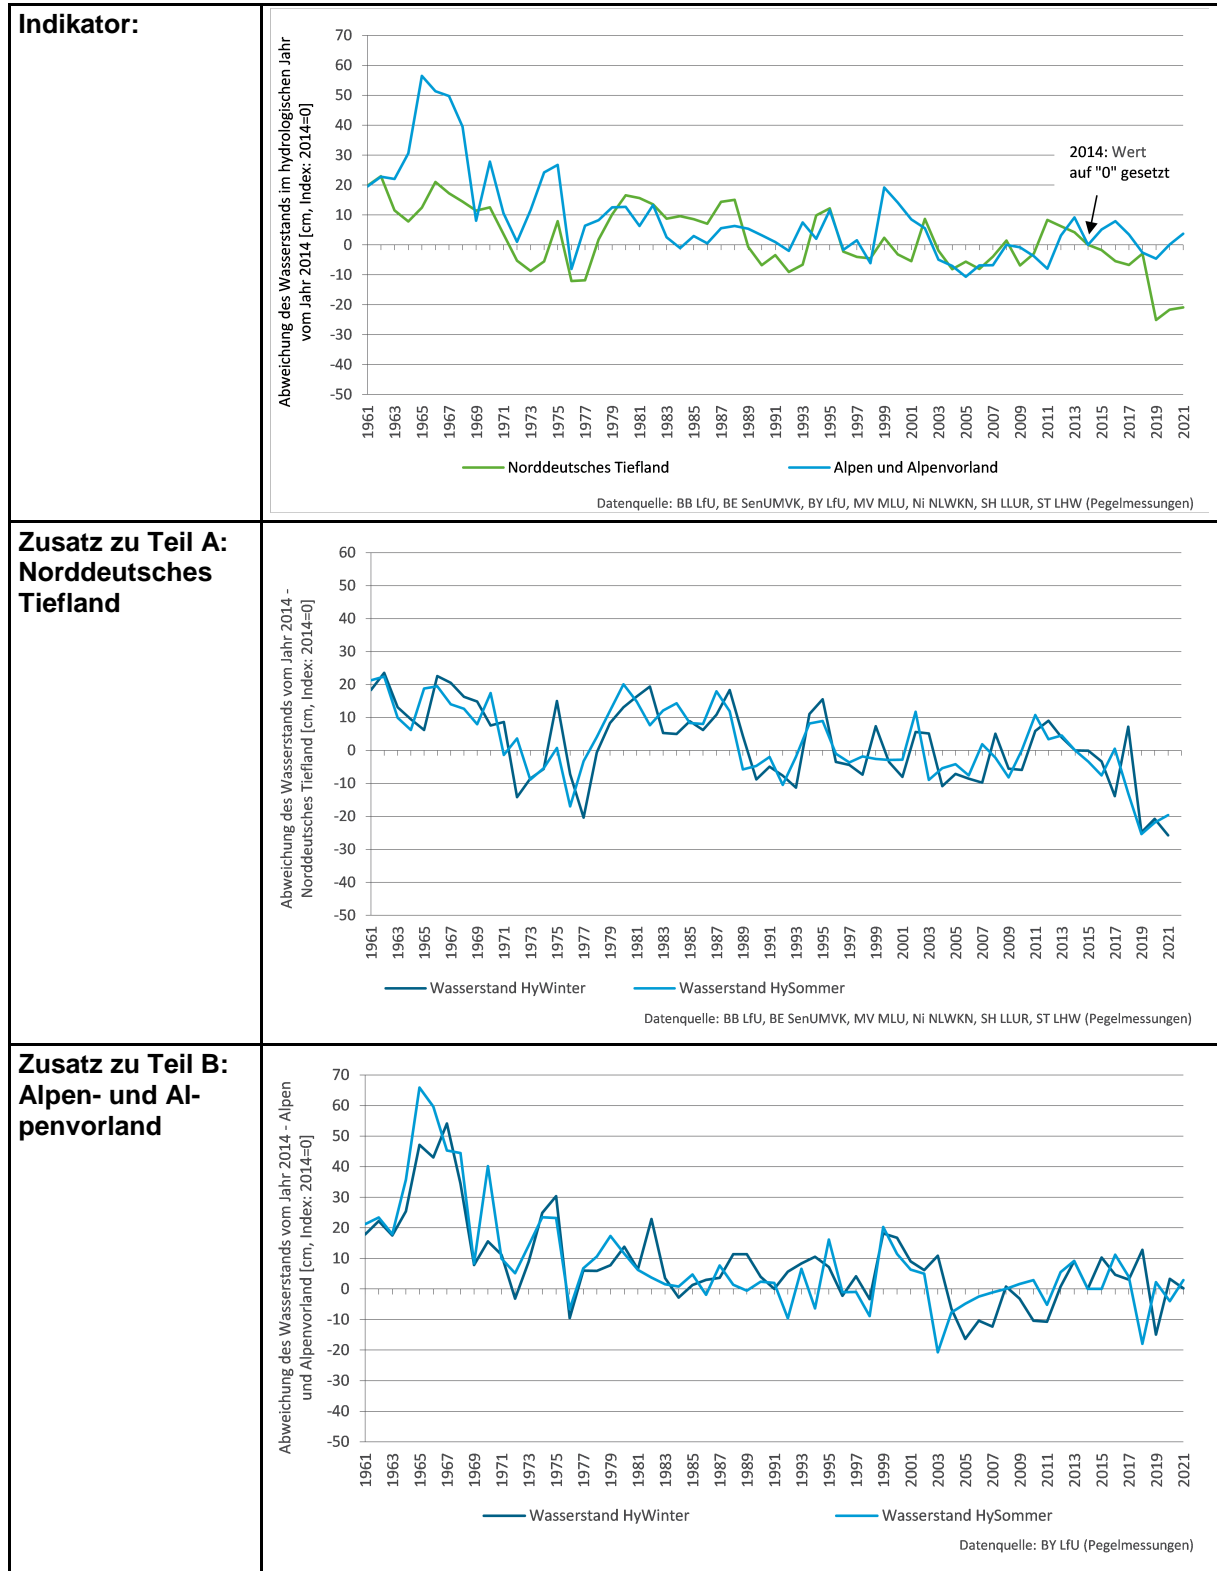 Indikator:
Abweichung des Wasserstands im hydrologischen Jahr
vom Jahr 2014 [cm, Index: 2014=0]
70
60
50
40
30
20
10
0
-10
-20
-30
-40
-50
2014: Wert
auf "0" gesetzt
1961 1963 1965 1967 1969 1971 1973 1975 1977 1979 1981 1983 1985 1987 1989 1991 1993 1995 1997 1999 2001 2003 2005 2007 2009 2011 2013 2015 2017 2019 2021
Norddeutsches Tiefland Alpen und Alpenvorland
Datenquelle: BB LfU, BE SenUMVK, BY LfU, MV MLU, Ni NLWKN, SH LLUR, ST LHW (Pegelmessungen)
Zusatz zu Teil A:
Norddeutsches
Tiefland
Abweichung des Wasserstands vom Jahr 2014 -
Norddeutsches Tiefland [cm, Index: 2014=0]
60
50
40
30
20
10
0
-10
-20
-30
-40
-50
1961 1963 1965 1967 1969 1971 1973 1975 1977 1979 1981 1983 1985 1987 1989 1991 1993 1995 1997 1999 2001 2003 2005 2007 2009 2011 2013 2015 2017 2019 2021
Wasserstand HyWinter Wasserstand HySommer
Datenquelle: BB LfU, BE SenUMVK, MV MLU, Ni NLWKN, SH LLUR, ST LHW (Pegelmessungen)
Zusatz zu Teil B:
Alpen- und Al-
penvorland
Abweichung des Wasserstands vom Jahr 2014 - Alpen
und Alpenvorland [cm, Index: 2014=0]
70
60
50
40
30
20
10
0
-10
-20
-30
-40
-50
1961 1963 1965 1967 1969 1971 1973 1975 1977 1979 1981 1983 1985 1987 1989 1991 1993 1995 1997 1999 2001 2003 2005 2007 2009 2011 2013 2015 2017 2019 2021
Wasserstand HyWinter Wasserstand HySommer
Datenquelle: BY LfU (Pegelmessungen)